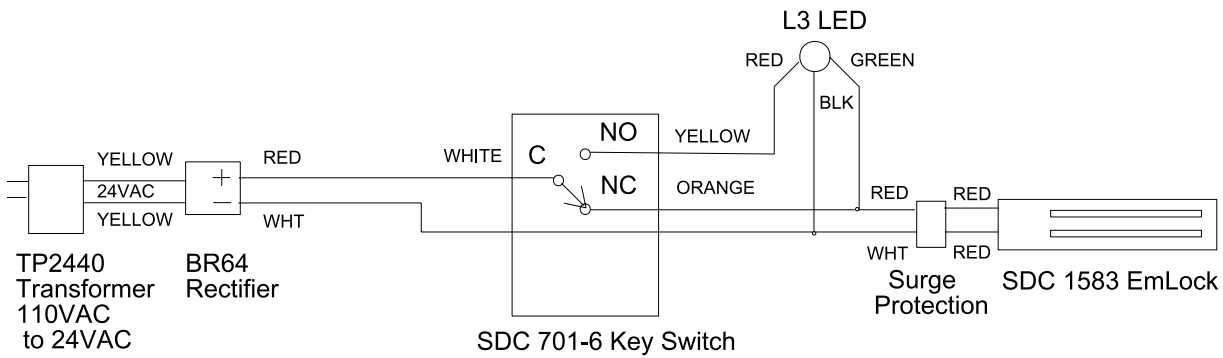 L3 LED
RED
GREEN
BLK
NO
YELLOW
YELLOW
RED
WHITE
C
24VAC
+
NC
ORANGE
RED
RED
YELLOW
−
WHT
WHT
RED
TP2440
Transformer
110VAC
to 24VAC
BR64
Rectifier
Surge
Protection
SDC 1583 EmLock
SDC 701-6 Key Switch